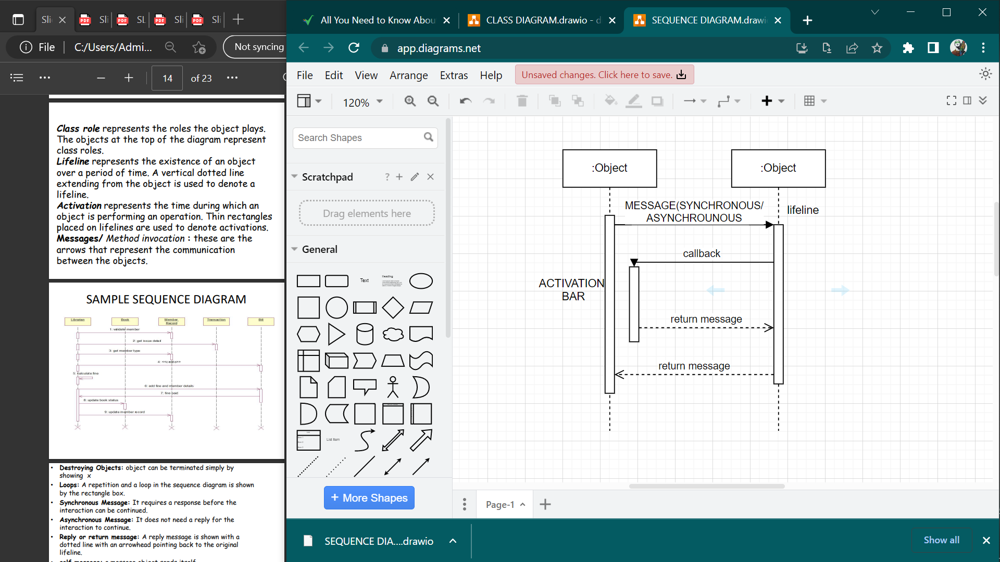 Sli
Sli
SL
Sli
Sli
All You Need to Know Abou
CLASS DIAGRAM.drawio - d
SEQUENCE DIAGRAM.drawi
File
C:/Users/Admi...
Not syncing
app.diagrams.net
14
of 23
File
Edit
View
Arrange
Extras
Help
Unsaved changes. Click here to save.
120%
Class role represents the roles the object plays.
The objects at the top of the diagram represent
class roles.
Lifeline represents the existence of an object
over a period of time. A vertical dotted line
extending from the object is used to denote a
lifeline.
Activation represents the time during which an
object is performing an operation. Thin rectangles
placed on lifelines are used to denote activations.
Messages/ Method invocation : these are the
arrows that represent the communication
between the objects.
SAMPLE SEQUENCE DIAGRAM
Librarian
Book
Member
Record
Transaction
Bill
1: validate member
2: get issue detail
3: get member type
4: <<create>>
5: calculate fine
6: add fine and member details
7: fine paid
8: update book status
9: update member record
• Destroying Objects: object can be terminated simply by
showing x
• Loops: A repetition and a loop in the sequence diagram is shown
by the rectangle box.
• Synchronous Message: It requires a response before the
interaction can be continued.
• Asynchronous Message: It does not need a reply for the
interaction to continue.
• Reply or return message: A reply message is shown with a
dotted line with an arrowhead pointing back to the original
lifeline.
• self message: a message object sends itself
Search Shapes
Scratchpad
?
Drag elements here
General
Text
Heading
List Item
+ More Shapes
:Object
:Object
MESSAGE(SYNCHRONOUS/
ASYNCHROUNOUS
lifeline
callback
ACTIVATION
BAR
return message
return message
Page-1
SEQUENCE DIA....drawio
Show all